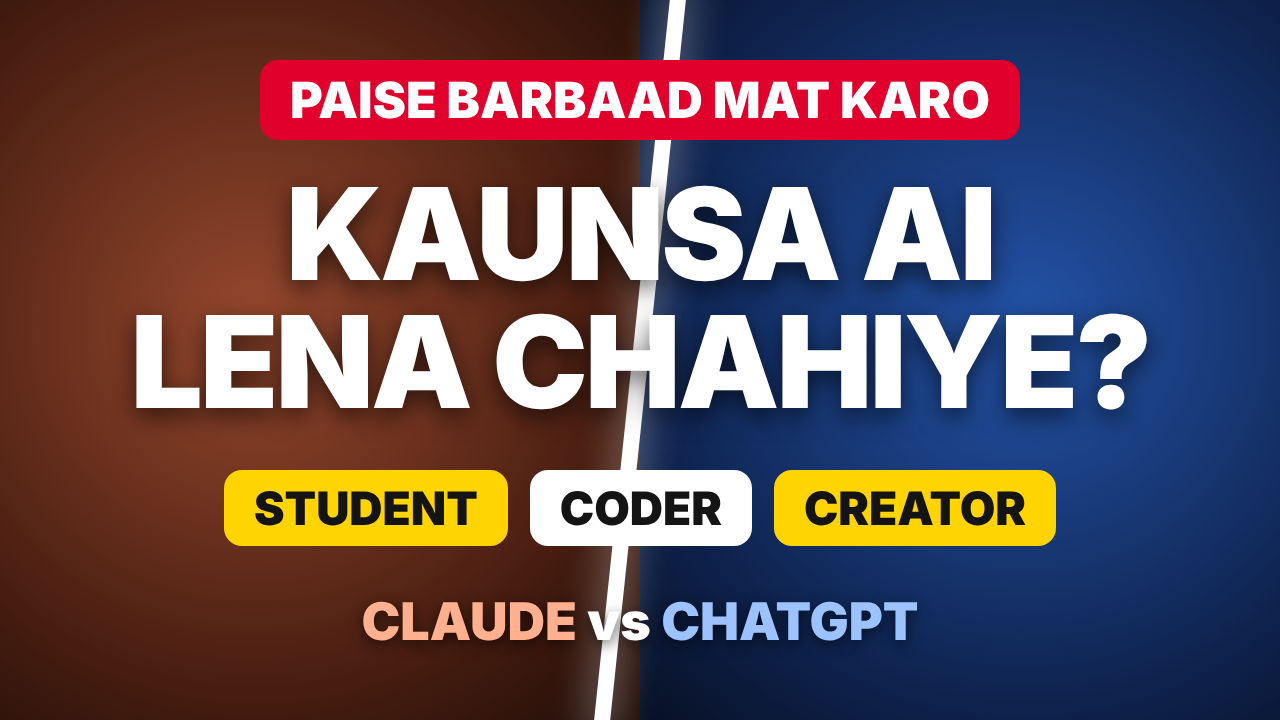 PAISE BARBAAD MAT KARO
KAUNSA AI
LENA CHAHIYE?
STUDENT CODER CREATOR
CLAUDE vs CHATGPT